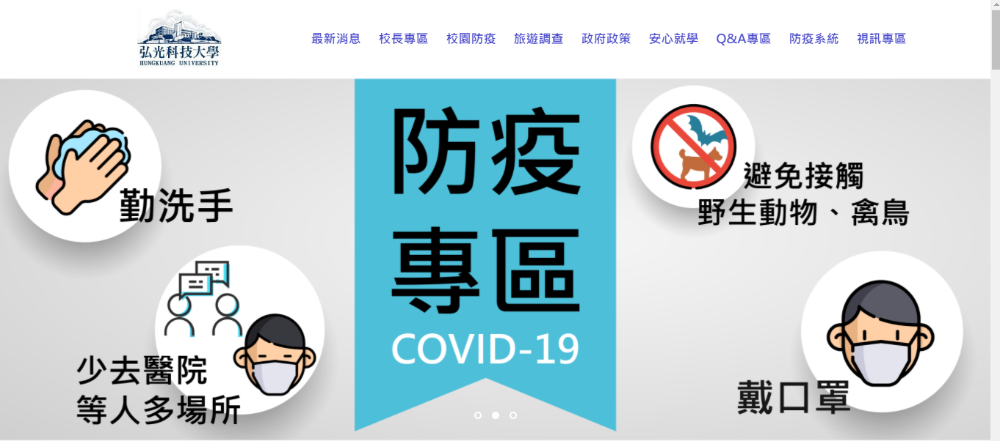 弘光科技大學
HUNGKUANG UNIVERSITY
最新消息 校長專區 校園防疫 旅遊調查 政府政策 安心就學 Q&A專區 防疫系統 視訊專區
勤洗手
少去醫院
等人多場所
防疫
專區
COVID-19
避免接觸
野生動物、禽鳥
戴口罩